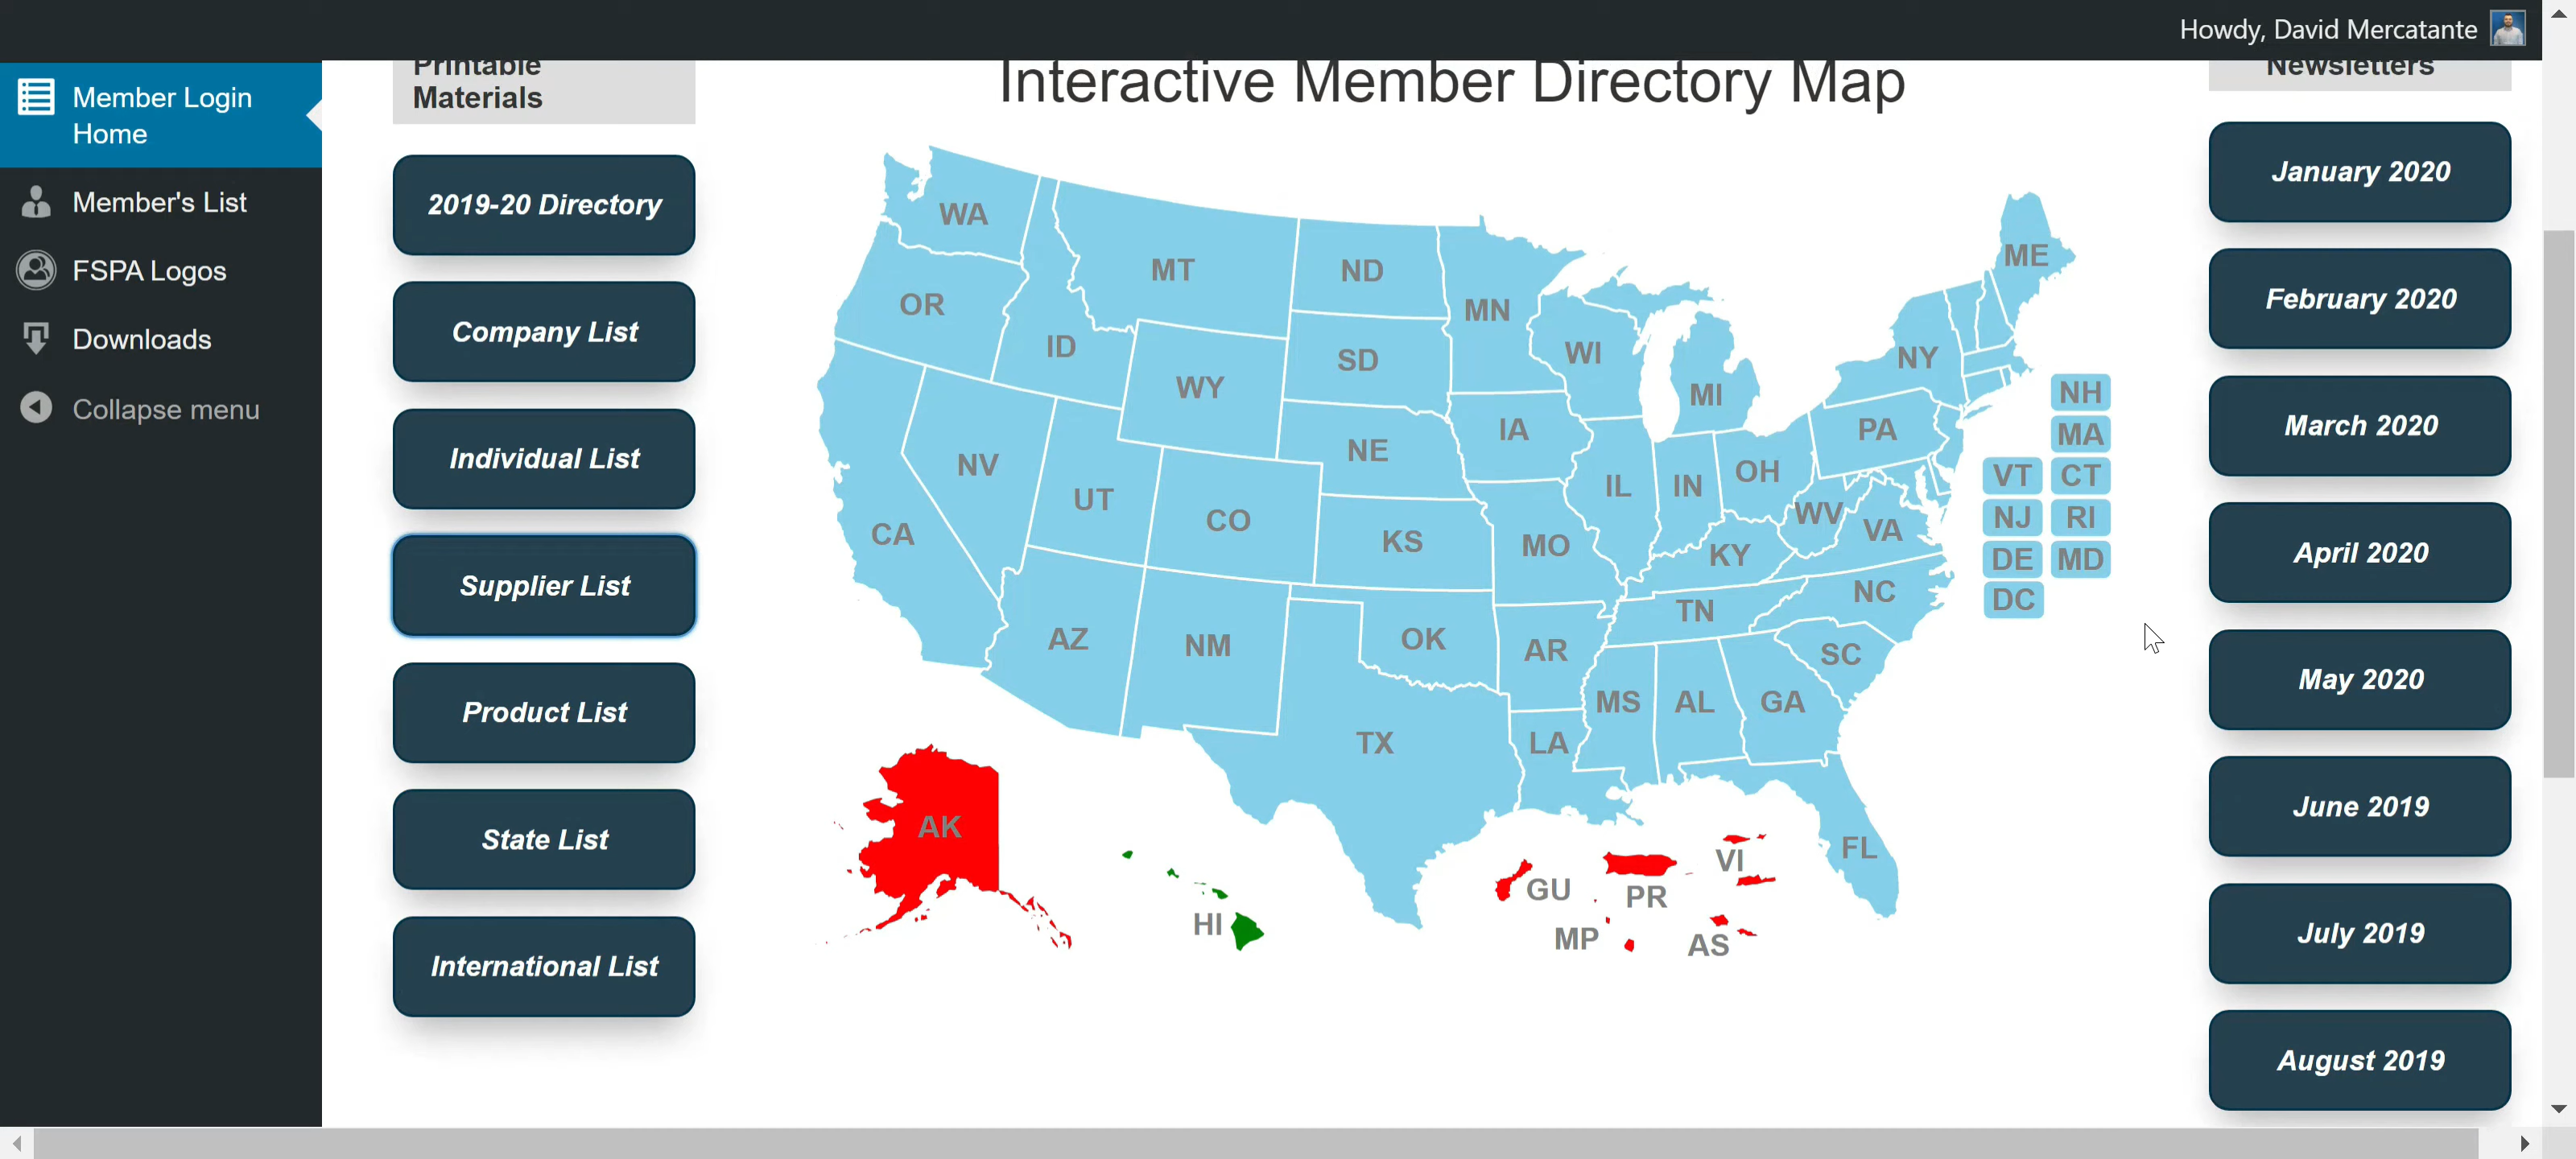 Howdy, David Mercatante
Member Login
Home
Member's List
FSPA Logos
Downloads
Collapse menu
Printable
Materials
2019-20 Directory
Company List
Individual List
Supplier List
Product List
State List
International List
Interactive Member Directory Map
WA
MT
ND
MN
ME
OR
ID
SD
WI
NY
WY
MI
NH
IA
PA
MA
NV
NE
IL
IN
OH
VT
CT
UT
CO
KS
MO
WV
VA
NJ
RI
CA
KY
DE
MD
NC
DC
AZ
NM
OK
AR
TN
SC
MS
AL
GA
TX
LA
AK
HI
GU
PR
VI
FL
MP
AS
Newsletters
January 2020
February 2020
March 2020
April 2020
May 2020
June 2019
July 2019
August 2019